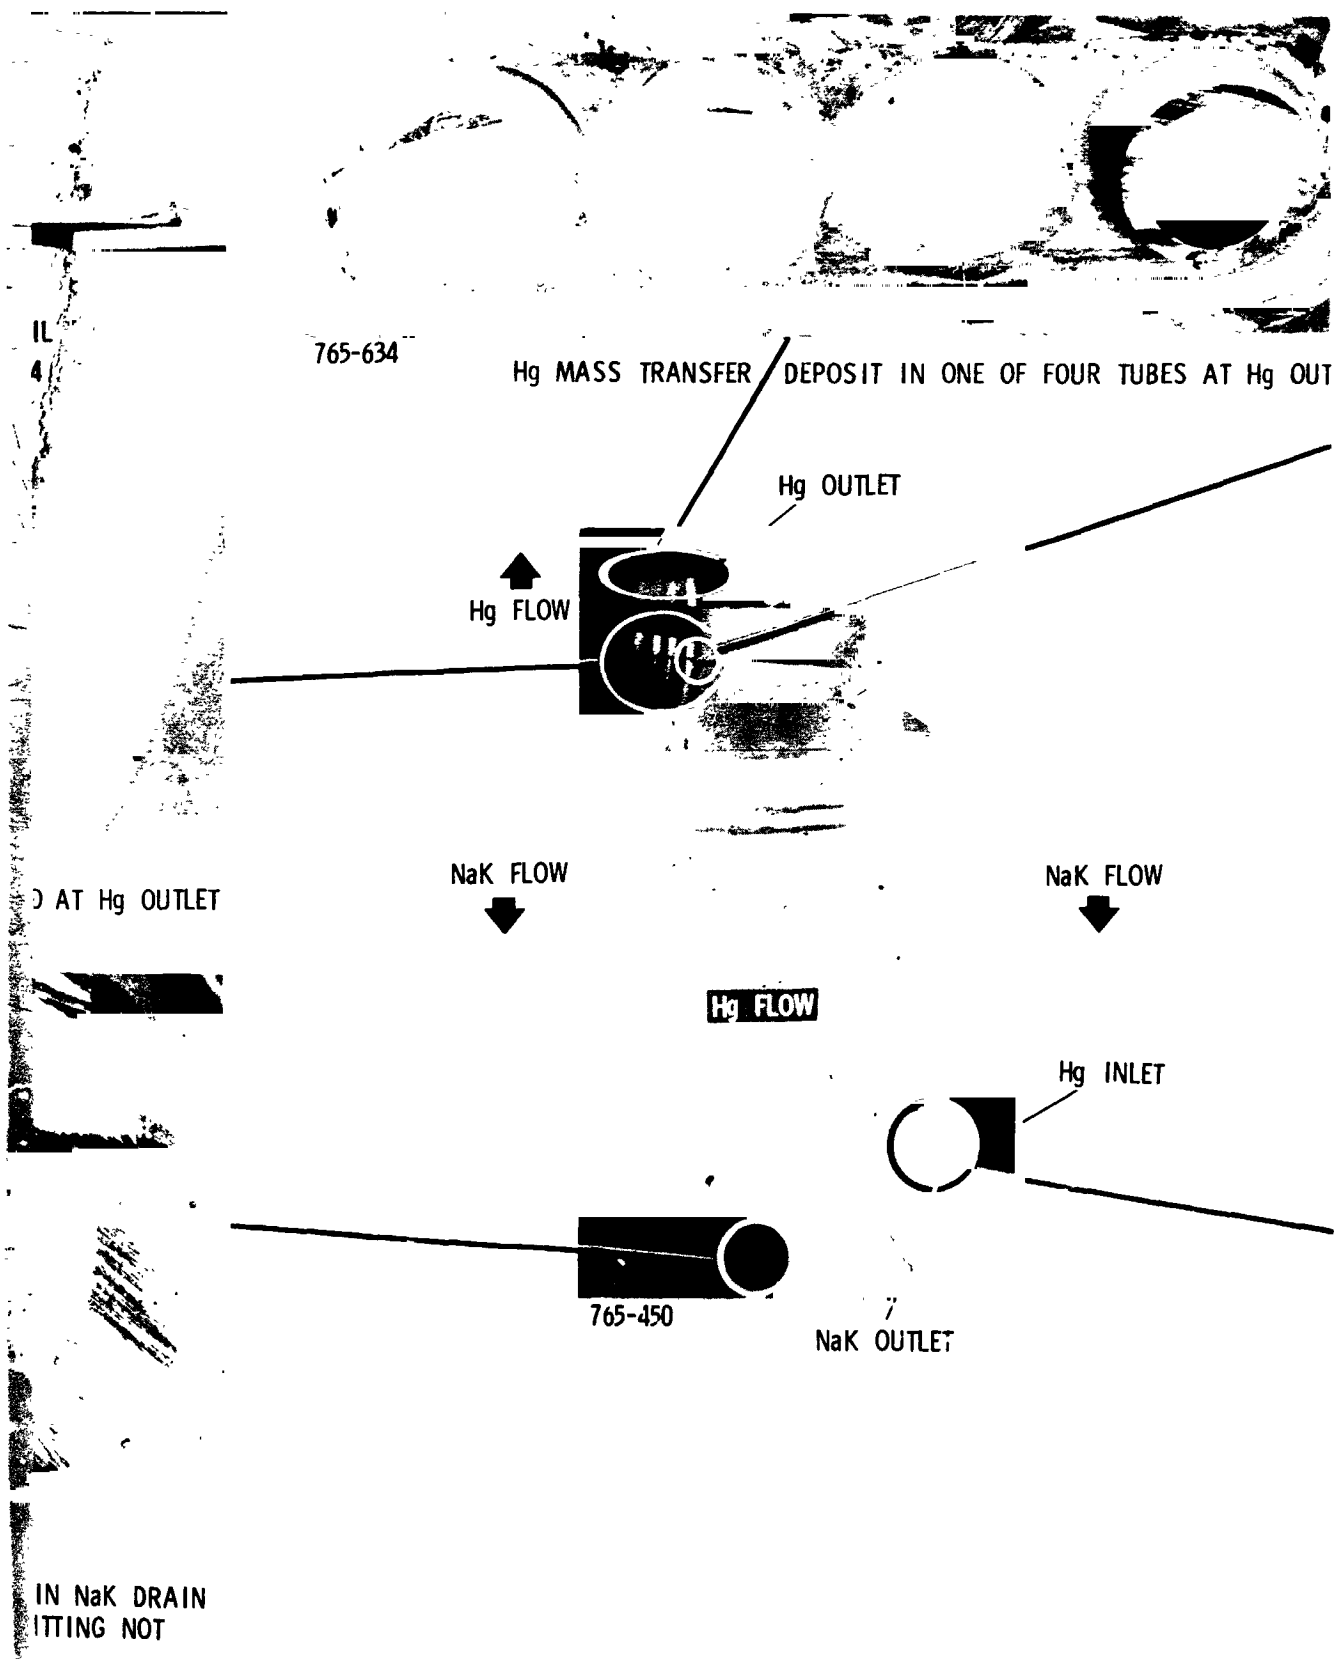 IL
4
765-634
Hg MASS TRANSFER DEPOSIT IN ONE OF FOUR TUBES AT Hg OUT
Hg OUTLET
Hg FLOW
NaK FLOW
NaK FLOW
AT Hg OUTLET
Hg FLOW
Hg INLET
765-450
NaK OUTLET
IN NaK DRAIN
ITTING NOT